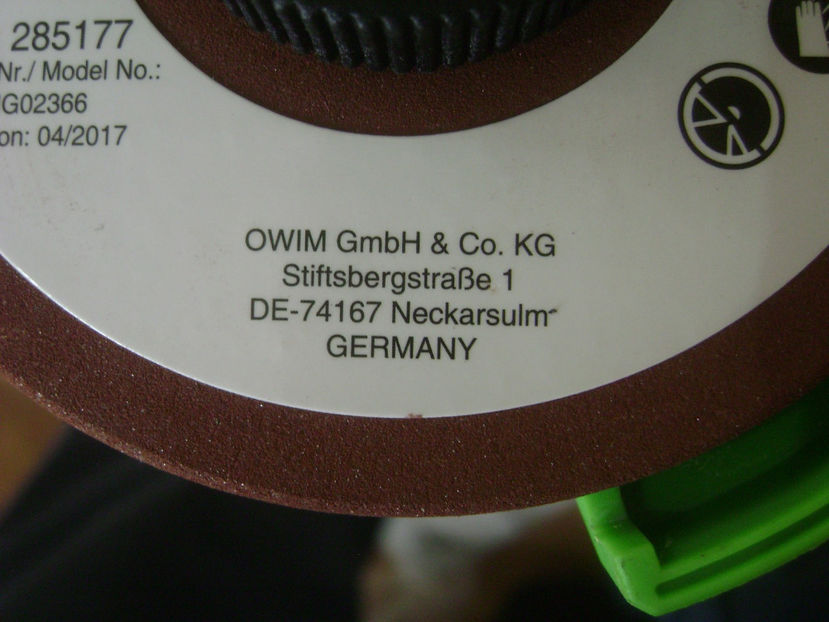 285177
Nr./ Model No.:
G02366
on: 04/2017
OWIM GmbH & Co. KG
Stiftsbergstraße 1
DE-74167 Neckarsulm
GERMANY